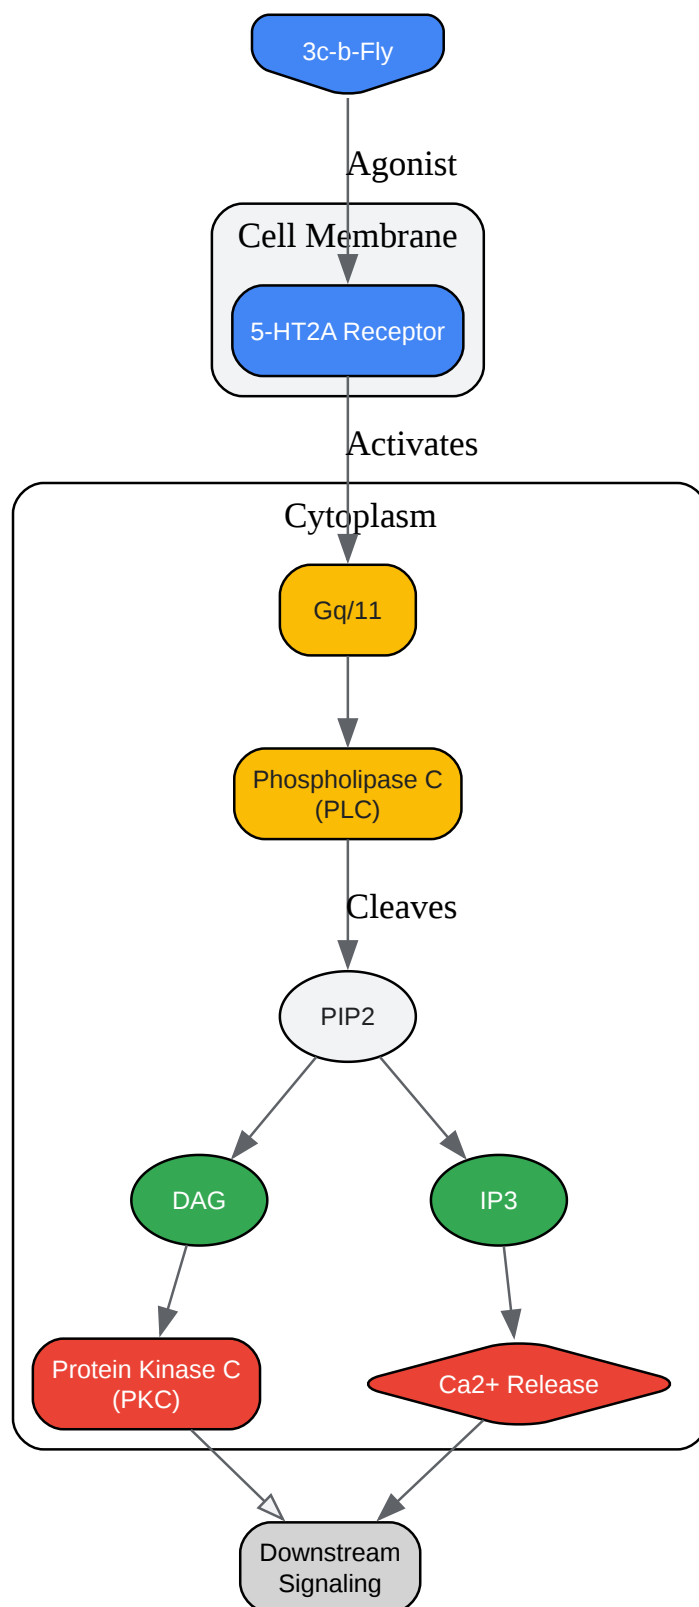 3c-b-Fly
Agonist
Cell Membrane
5-HT2A Receptor
Activates
Cytoplasm
Gq/11
Phospholipase C
(PLC)
Cleaves
PIP2
DAG
IP3
Protein Kinase C
(PKC)
Ca2+ Release
Downstream
Signaling